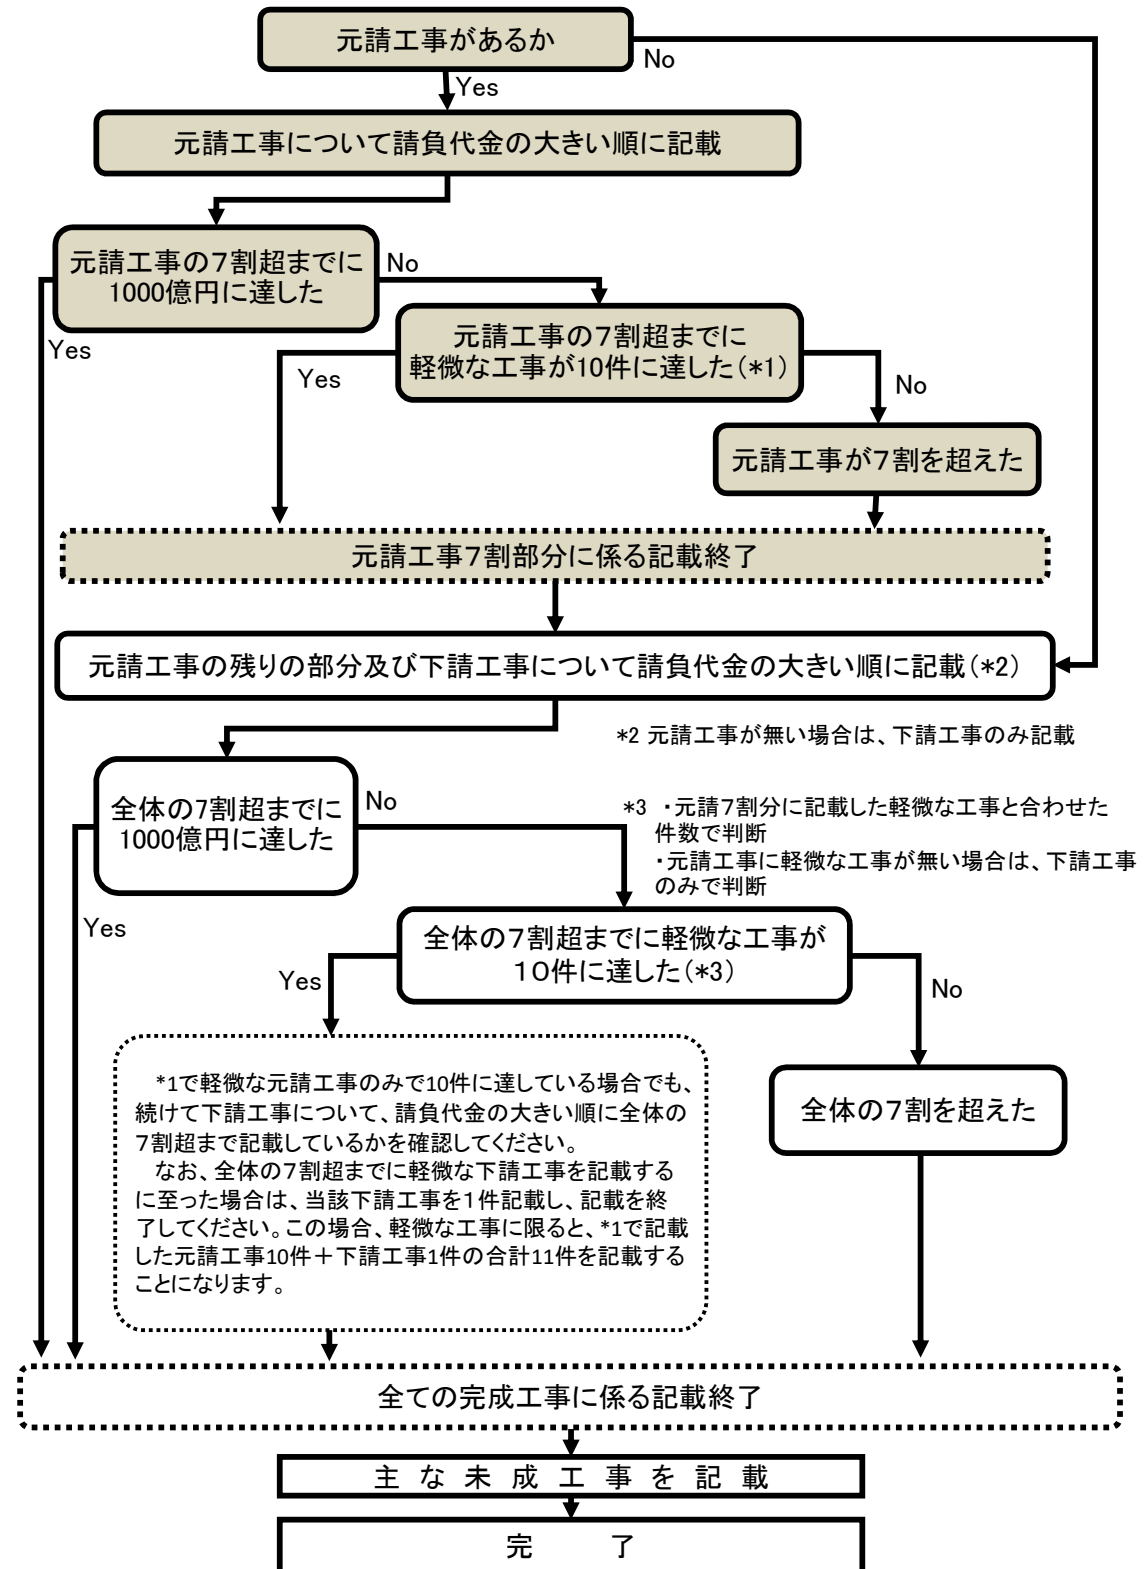 元請工事があるか
No
Yes
元請工事について請負代金の大きい順に記載
元請工事の７割超までに
1000億円に達した
No
Yes
元請工事の７割超までに
軽微な工事が10件に達した(*1)
Yes
No
元請工事が７割を超えた
元請工事７割部分に係る記載終了
元請工事の残りの部分及び下請工事について請負代金の大きい順に記載(*2)
*2 元請工事が無い場合は、下請工事のみ記載
全体の7割超までに
1000億円に達した
No
Yes
*3 ・元請７割分に記載した軽微な工事と合わせた
件数で判断
・元請工事に軽微な工事が無い場合は、下請工事
のみで判断
全体の７割超までに軽微な工事が
１０件に達した(*3)
Yes
No
*1で軽微な元請工事のみで10件に達している場合でも、
続けて下請工事について、請負代金の大きい順に全体の
７割超まで記載しているかを確認してください。
なお、全体の７割超までに軽微な下請工事を記載する
に至った場合は、当該下請工事を１件記載し、記載を終
了してください。この場合、軽微な工事に限ると、*1で記載
した元請工事10件＋下請工事1件の合計11件を記載する
ことになります。
全体の７割を超えた
全ての完成工事に係る記載終了
主な未成工事を記載
完　了